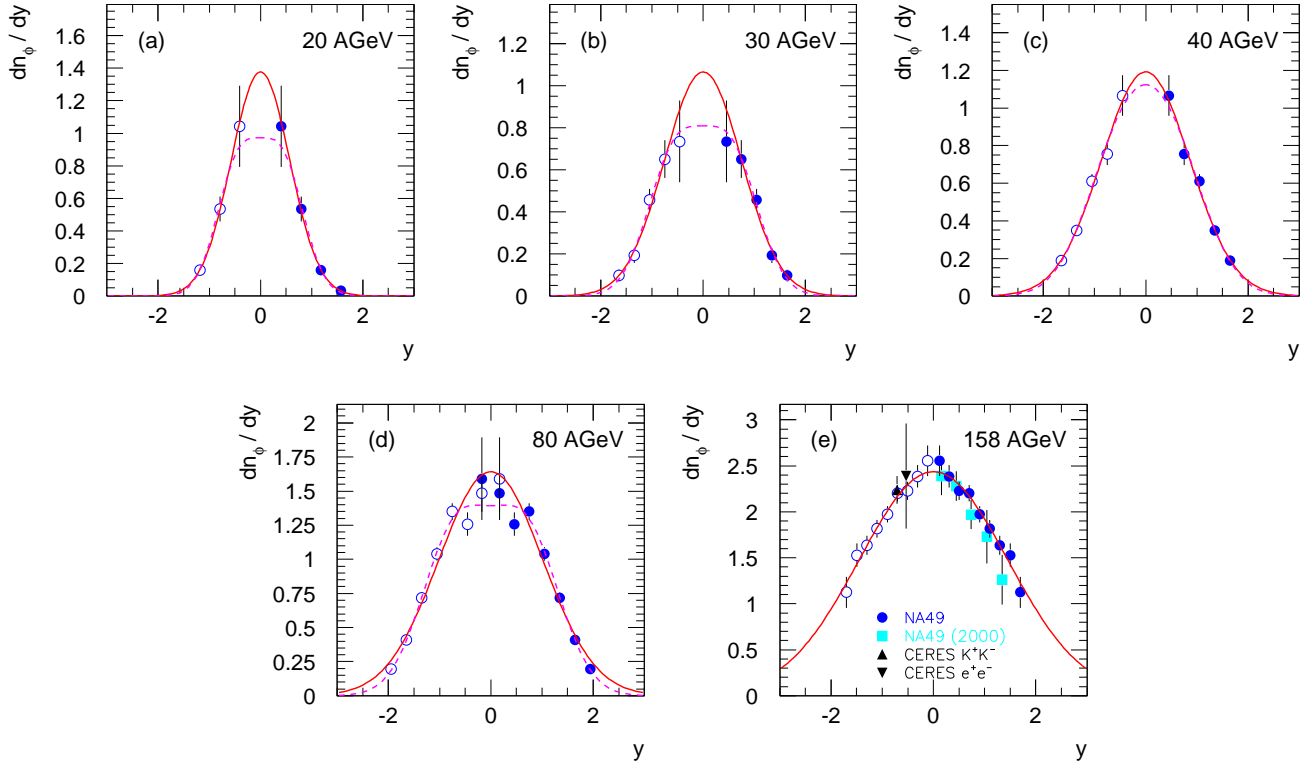 dn_ϕ / dy
(a)
20 AGeV
0
0.2
0.4
0.6
0.8
1
1.2
1.4
1.6
-2
0
2
y
dn_ϕ / dy
(b)
30 AGeV
0
0.2
0.4
0.6
0.8
1
1.2
-2
0
2
y
dn_ϕ / dy
(c)
40 AGeV
0
0.2
0.4
0.6
0.8
1
1.2
1.4
-2
0
2
y
dn_ϕ / dy
(d)
80 AGeV
0
0.25
0.5
0.75
1
1.25
1.5
1.75
2
-2
0
2
y
dn_ϕ / dy
(e)
158 AGeV
0
0.5
1
1.5
2
2.5
3
NA49
NA49 (2000)
CERES K⁺K⁻
CERES e⁺e⁻
-2
0
2
y